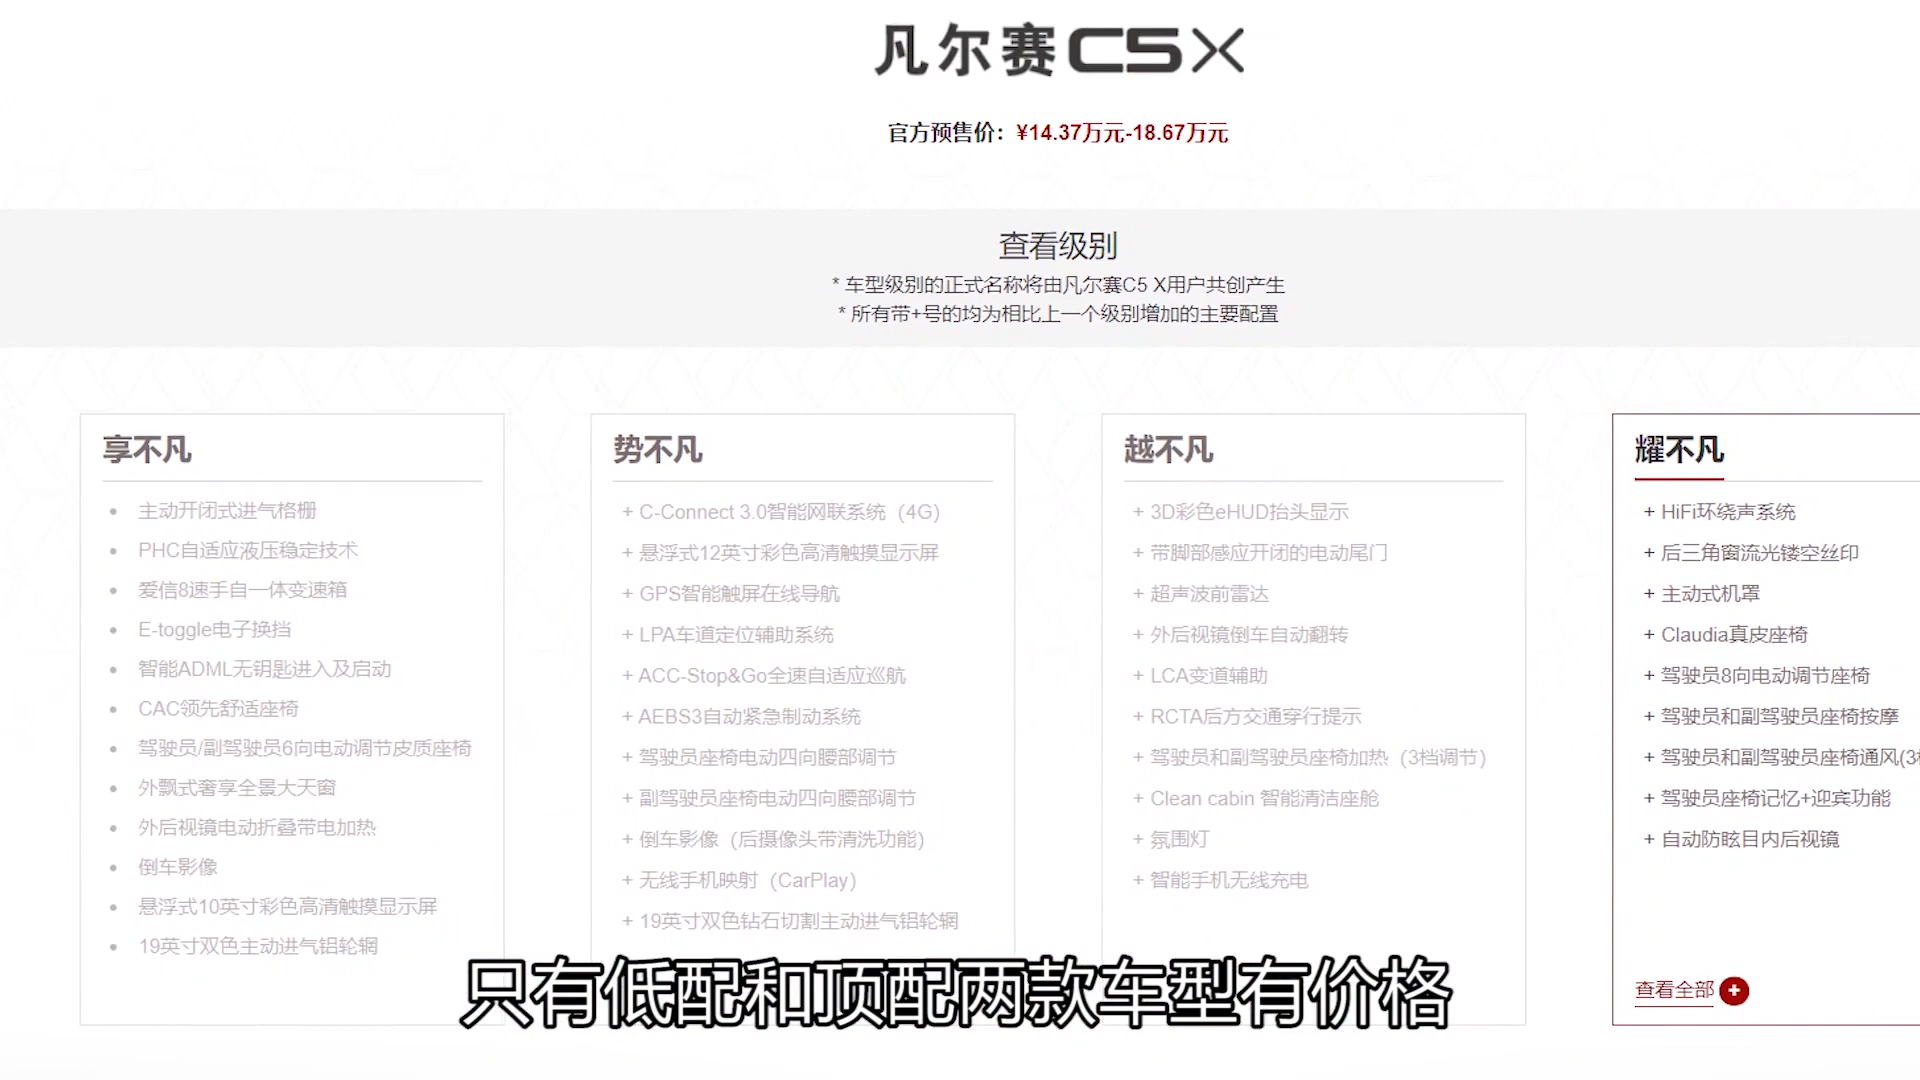 凡尔赛C5 X
官方预售价：¥14.37万元-18.67万元
查看级别
* 车型级别的正式名称将由凡尔赛C5 X用户共创产生
* 所有带+号的均为相比上一个级别增加的主要配置
享不凡
主动开闭式进气格栅
PHC自适应液压稳定技术
爱信8速手自一体变速箱
E-toggle电子换挡
智能ADML无钥匙进入及启动
CAC领先舒适座椅
驾驶员/副驾驶员6向电动调节皮质座椅
外飘式奢享全景大天窗
外后视镜电动折叠带电加热
倒车影像
悬浮式10英寸彩色高清触摸显示屏
19英寸双色主动进气铝轮辋
势不凡
+ C-Connect 3.0智能网联系统（4G）
+ 悬浮式12英寸彩色高清触摸显示屏
+ GPS智能触屏在线导航
+ LPA车道定位辅助系统
+ ACC-Stop&Go全速自适应巡航
+ AEBS3自动紧急制动系统
+ 驾驶员座椅电动四向腰部调节
+ 副驾驶员座椅电动四向腰部调节
+ 倒车影像（后摄像头带清洗功能）
+ 无线手机映射（CarPlay）
+ 19英寸双色钻石切割主动进气铝轮辋
越不凡
+ 3D彩色eHUD抬头显示
+ 带脚部感应开闭的电动尾门
+ 超声波前雷达
+ 外后视镜倒车自动翻转
+ LCA变道辅助
+ RCTA后方交通穿行提示
+ 驾驶员和副驾驶员座椅加热（3档调节）
+ Clean cabin 智能清洁座舱
+ 氛围灯
+ 智能手机无线充电
耀不凡
+ HiFi环绕声系统
+ 后三角窗流光镂空丝印
+ 主动式机罩
+ Claudia真皮座椅
+ 驾驶员8向电动调节座椅
+ 驾驶员和副驾驶员座椅按摩
+ 驾驶员和副驾驶员座椅通风(3
+ 驾驶员座椅记忆+迎宾功能
+ 自动防眩目内后视镜
查看全部
只有低配和顶配两款车型有价格